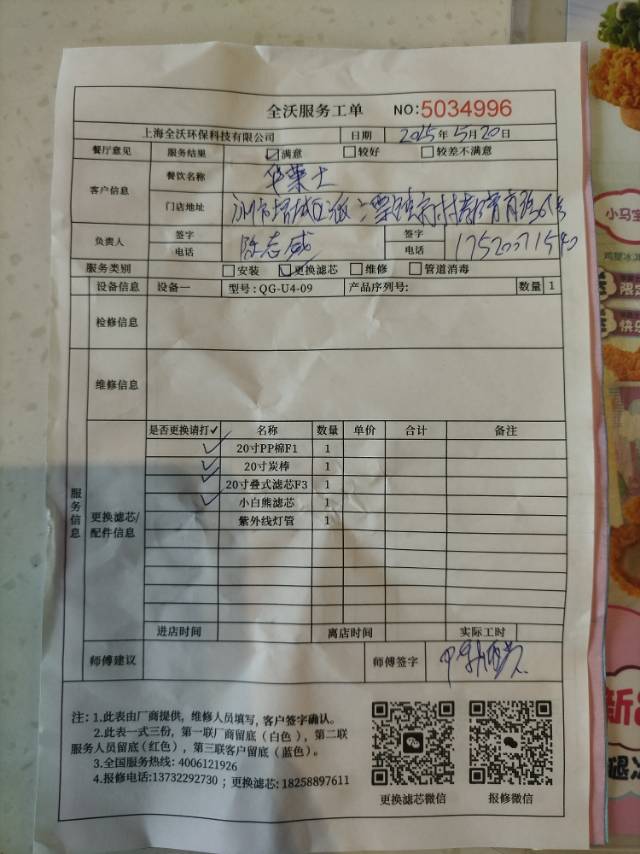 全沃服务工单 NO:5034996
上海全沃环保科技有限公司 日期 2025年5月20日
餐厅意见 服务结果 ☑满意 □较好 □较差不满意
客户信息 餐饮名称 华莱士
门店地址
负责人 签字 陈志威 签字
电话 电话
服务类别 □安装 ☑更换滤芯 □维修 □管道消毒
设备信息 设备一 型号:QG-U4-09 产品序列号: 数量 1
检修信息
维修信息
服务信息
更换滤芯/配件信息
是否更换请打✓ 名称 数量 单价 合计 备注
✓ 20寸PP棉F1 1
✓ 20寸炭棒 1
✓ 20寸叠式滤芯F3 1
✓ 小白熊滤芯 1
紫外线灯管 1
进店时间 离店时间 实际工时
师傅建议 师傅签字
注：1.此表由厂商提供，维修人员填写，客户签字确认。
2.此表一式三份，第一联厂商留底（白色），第二联
服务人员留底(红色），第三联客户留底（蓝色）。
3.全国服务热线: 4006121926
4.报修电话:13732292730；更换滤芯: 18258897611
更换滤芯微信 报修微信
小马宝
限定
快乐
新